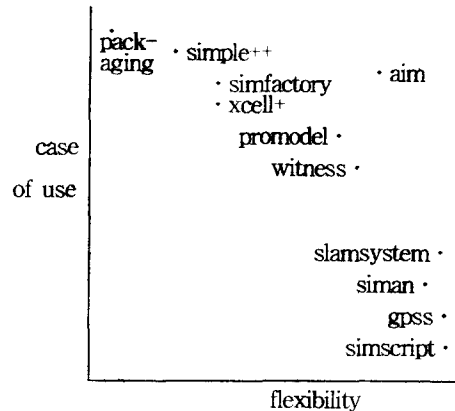 pack-
aging
simple++
simfactory
aim
xcell+
promodel
case
witness
of use
slamsystem
siman
gpss
simscript
flexibility